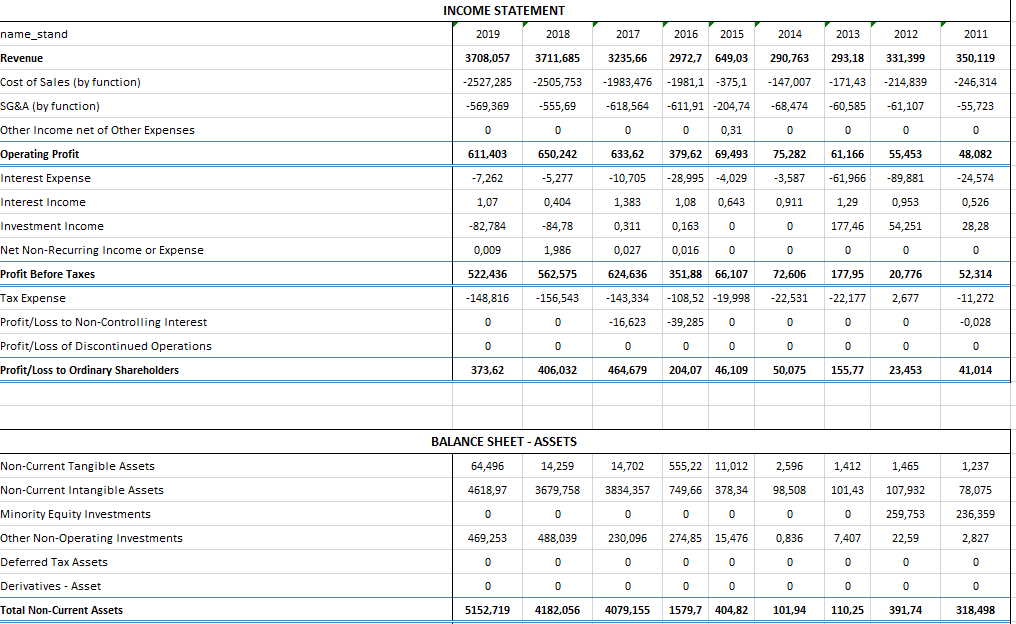 INCOME STATEMENT
name_stand 2019 2018 2017 2016 2015 2014 2013 2012 2011
Revenue 3708,057 3711,685 3235,66 2972,7 649,03 290,763 293,18 331,399 350,119
Cost of Sales (by function) -2527,285 -2505,753 -1983,476 -1981,1 -375,1 -147,007 -171,43 -214,839 -246,314
SG&A (by function) -569,369 -555,69 -618,564 -611,91 -204,74 -68,474 -60,585 -61,107 -55,723
Other Income net of Other Expenses 0 0 0 0 0,31 0 0 0 0
Operating Profit 611,403 650,242 633,62 379,62 69,493 75,282 61,166 55,453 48,082
Interest Expense -7,262 -5,277 -10,705 -28,995 -4,029 -3,587 -61,966 -89,881 -24,574
Interest Income 1,07 0,404 1,383 1,08 0,643 0,911 1,29 0,953 0,526
Investment Income -82,784 -84,78 0,311 0,163 0 0 177,46 54,251 28,28
Net Non-Recurring Income or Expense 0,009 1,986 0,027 0,016 0 0 0 0 0
Profit Before Taxes 522,436 562,575 624,636 351,88 66,107 72,606 177,95 20,776 52,314
Tax Expense -148,816 -156,543 -143,334 -108,52 -19,998 -22,531 -22,177 2,677 -11,272
Profit/Loss to Non-Controlling Interest 0 0 -16,623 -39,285 0 0 0 0 -0,028
Profit/Loss of Discontinued Operations 0 0 0 0 0 0 0 0 0
Profit/Loss to Ordinary Shareholders 373,62 406,032 464,679 204,07 46,109 50,075 155,77 23,453 41,014
BALANCE SHEET - ASSETS
Non-Current Tangible Assets 64,496 14,259 14,702 555,22 11,012 2,596 1,412 1,465 1,237
Non-Current Intangible Assets 4618,97 3679,758 3834,357 749,66 378,34 98,508 101,43 107,932 78,075
Minority Equity Investments 0 0 0 0 0 0 0 259,753 236,359
Other Non-Operating Investments 469,253 488,039 230,096 274,85 15,476 0,836 7,407 22,59 2,827
Deferred Tax Assets 0 0 0 0 0 0 0 0 0
Derivatives - Asset 0 0 0 0 0 0 0 0 0
Total Non-Current Assets 5152,719 4182,056 4079,155 1579,7 404,82 101,94 110,25 391,74 318,498